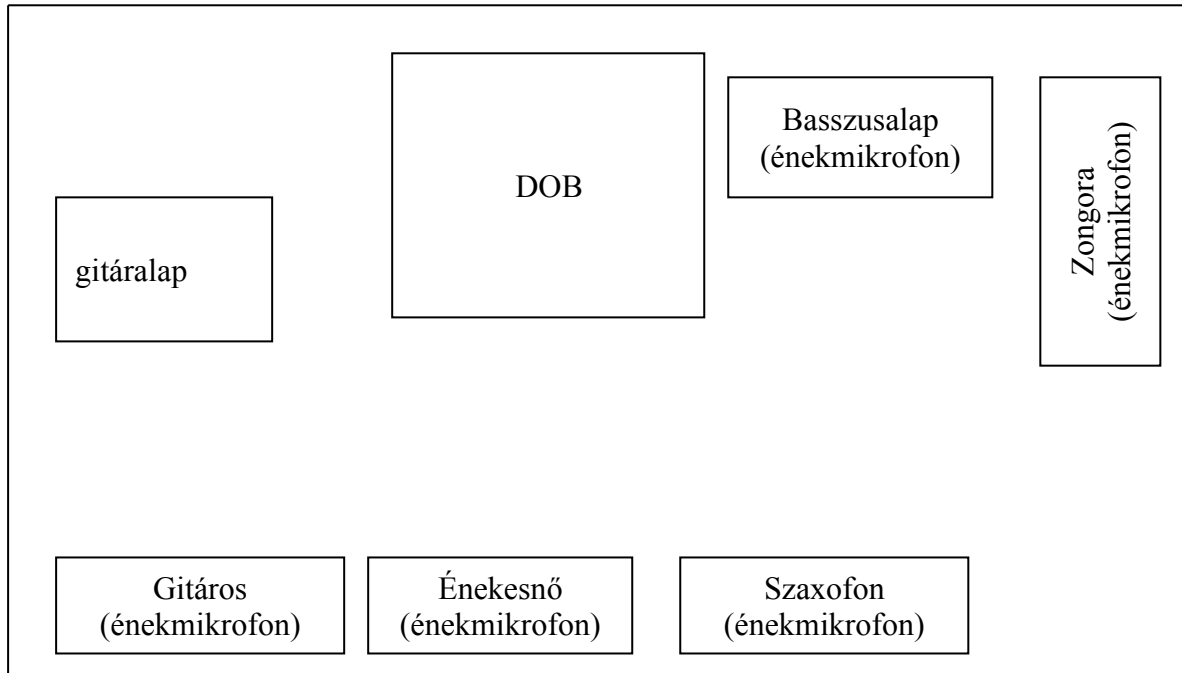 DOB
Basszusalap
(énekmikrofon)
Zongora
(énekmikrofon)
gitáralap
Gitáros
(énekmikrofon)
Énekesnő
(énekmikrofon)
Szaxofon
(énekmikrofon)